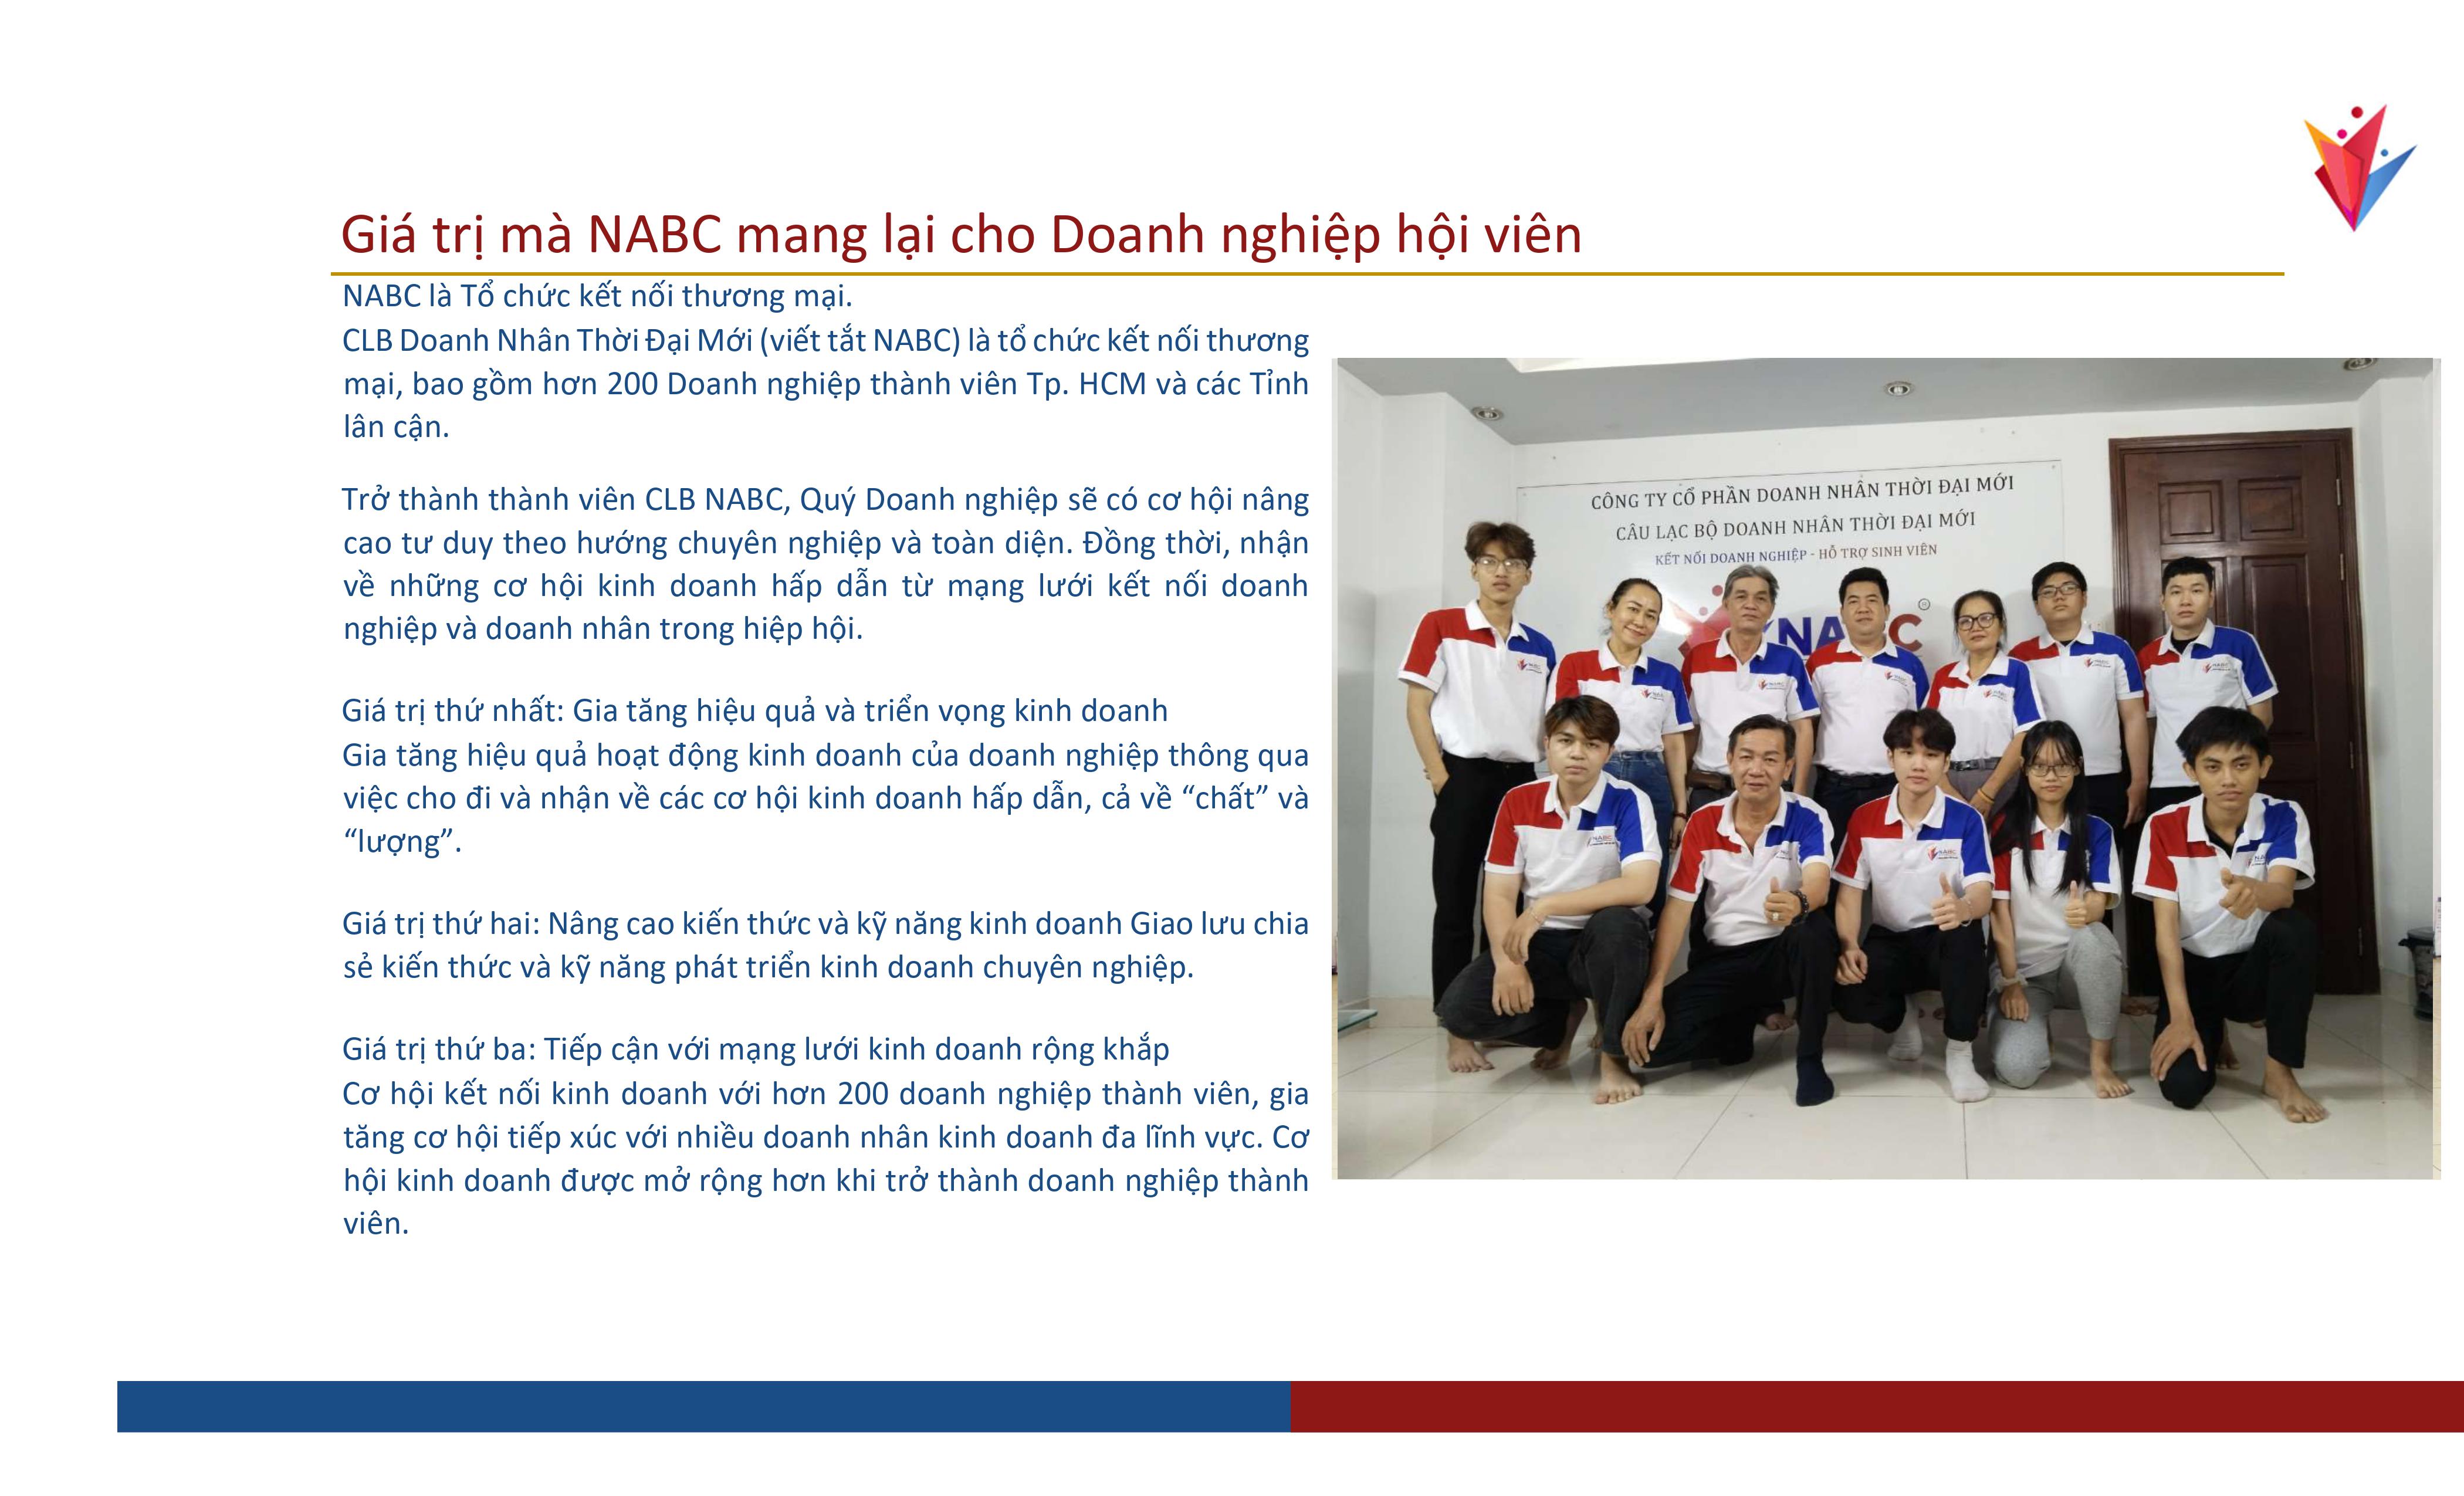 Giá trị mà NABC mang lại cho Doanh nghiệp hội viên
NABC là Tổ chức kết nối thương mại.
CLB Doanh Nhân Thời Đại Mới (viết tắt NABC) là tổ chức kết nối thương
mại, bao gồm hơn 200 Doanh nghiệp thành viên Tp. HCM và các Tỉnh
lân cận.
Trở thành thành viên CLB NABC, Quý Doanh nghiệp sẽ có cơ hội nâng
cao tư duy theo hướng chuyên nghiệp và toàn diện. Đồng thời, nhận
về những cơ hội kinh doanh hấp dẫn từ mạng lưới kết nối doanh
nghiệp và doanh nhân trong hiệp hội.
Giá trị thứ nhất: Gia tăng hiệu quả và triển vọng kinh doanh
Gia tăng hiệu quả hoạt động kinh doanh của doanh nghiệp thông qua
việc cho đi và nhận về các cơ hội kinh doanh hấp dẫn, cả về “chất” và
“lượng”.
Giá trị thứ hai: Nâng cao kiến thức và kỹ năng kinh doanh Giao lưu chia
sẻ kiến thức và kỹ năng phát triển kinh doanh chuyên nghiệp.
Giá trị thứ ba: Tiếp cận với mạng lưới kinh doanh rộng khắp
Cơ hội kết nối kinh doanh với hơn 200 doanh nghiệp thành viên, gia
tăng cơ hội tiếp xúc với nhiều doanh nhân kinh doanh đa lĩnh vực. Cơ
hội kinh doanh được mở rộng hơn khi trở thành doanh nghiệp thành
viên.
CÔNG TY CỔ PHẦN DOANH NHÂN THỜI ĐẠI MỚI
CÂU LẠC BỘ DOANH NHÂN THỜI ĐẠI MỚI
KẾT NỐI DOANH NGHIỆP - HỖ TRỢ SINH VIÊN